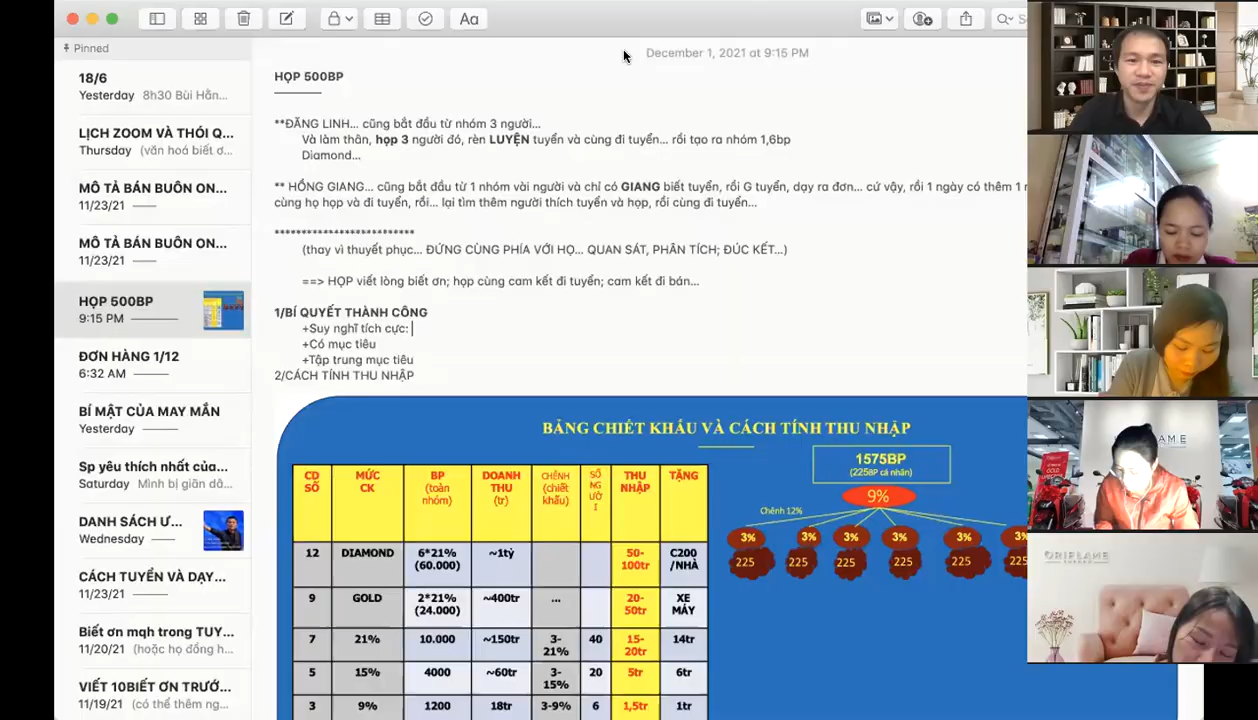 Aa
Pinned
18/6
Yesterday 8h30 Bùi Hằn...
LỊCH ZOOM VÀ THÓI Q...
Thursday (văn hoá biết ơ...
MÔ TẢ BÁN BUÔN ON...
11/23/21
MÔ TẢ BÁN BUÔN ON...
11/23/21
HỌP 500BP
9:15 PM
ĐƠN HÀNG 1/12
6:32 AM
BÍ MẬT CỦA MAY MẮN
Yesterday
Sp yêu thích nhất của...
Saturday Mình bị giãn dâ...
DANH SÁCH Ư...
Wednesday
CÁCH TUYỂN VÀ DẠY...
11/23/21
Biết ơn mqh trong TUY...
11/20/21 (hoặc họ đồng h...
VIẾT 10BIẾT ƠN TRƯỚ...
11/19/21 (có thể thêm ng...
December 1, 2021 at 9:15 PM
HỌP 500BP
**ĐĂNG LINH... cũng bắt đầu từ nhóm 3 người...
Và làm thân, họp 3 người đó, rèn LUYỆN tuyển và cùng đi tuyển... rồi tạo ra nhóm 1,6bp
Diamond...
** HỒNG GIANG... cũng bắt đầu từ 1 nhóm vài người và chỉ có GIANG biết tuyển, rồi G tuyển, dạy ra đơn... cứ vậy, rồi 1 ngày có thêm 1
cùng họ họp và đi tuyển, rồi... lại tìm thêm người thích tuyển và họp, rồi cùng đi tuyển...
***************************
(thay vì thuyết phục... ĐỨNG CÙNG PHÍA VỚI HỌ... QUAN SÁT, PHÂN TÍCH; ĐÚC KẾT...)
==> HỌP viết lòng biết ơn; họp cùng cam kết đi tuyển; cam kết đi bán...
1/BÍ QUYẾT THÀNH CÔNG
+Suy nghĩ tích cực:
+Có mục tiêu
+Tập trung mục tiêu
2/CÁCH TÍNH THU NHẬP
BẢNG CHIẾT KHẤU VÀ CÁCH TÍNH THU NHẬP
CD SỐ MỨC CK BP (toàn nhóm) DOANH THU (tr) CHÊNH (chiết khấu) SỐ NGƯỜI THU NHẬP TẶNG
12 DIAMOND 6*21% (60.000) ~1tỷ 50-100tr C200 /NHÀ
9 GOLD 2*21% (24.000) ~400tr ... 20-50tr XE MÁY
7 21% 10.000 ~150tr 3-21% 40 15-20tr 14tr
5 15% 4000 ~60tr 3-15% 20 5tr 6tr
3 9% 1200 18tr 3-9% 6 1,5tr 1tr
1575BP
(225BP cá nhân)
9%
Chênh 12%
3% 3% 3% 3% 3% 3%
225 225 225 225 225 225
ORIFLAME